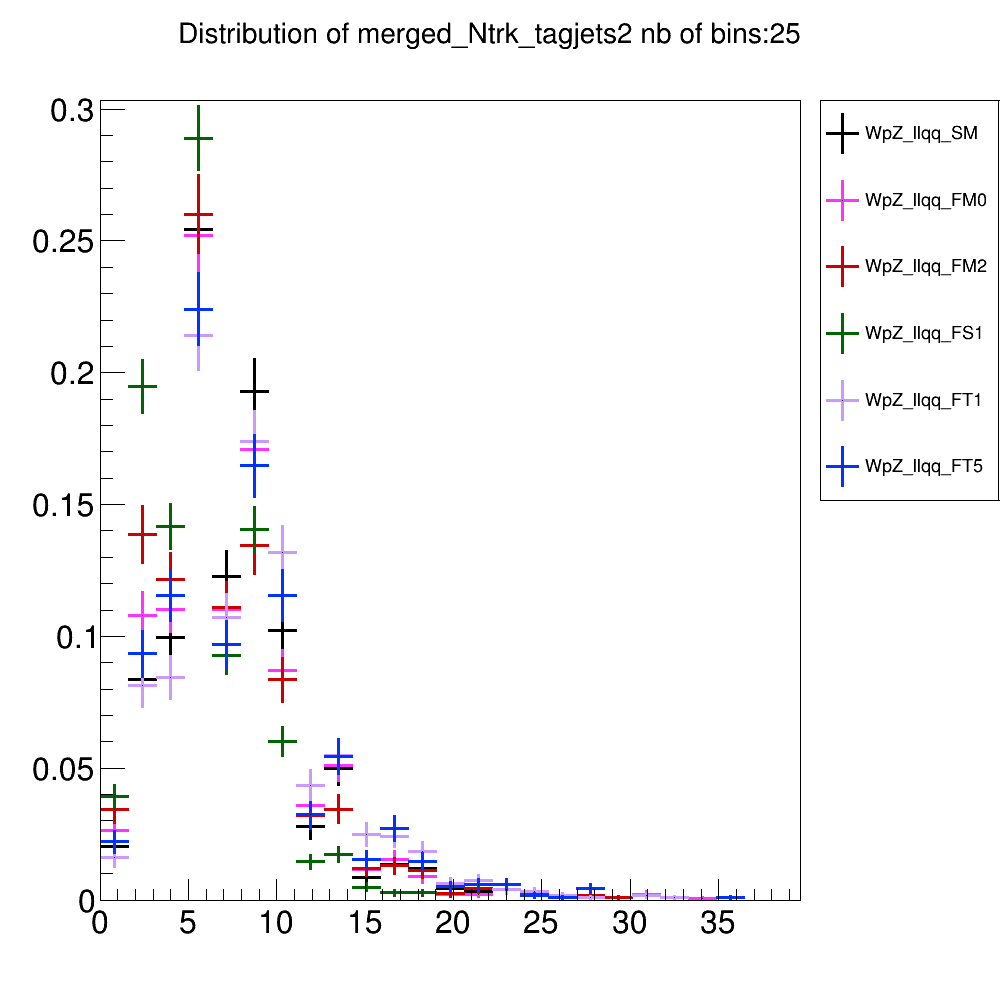 Distribution of merged_Ntrk_tagjets2 nb of bins:25
0.3
0.25
0.2
0.15
0.1
0.05
0
0 5 10 15 20 25 30 35
WpZ_llqq_SM
WpZ_llqq_FM0
WpZ_llqq_FM2
WpZ_llqq_FS1
WpZ_llqq_FT1
WpZ_llqq_FT5